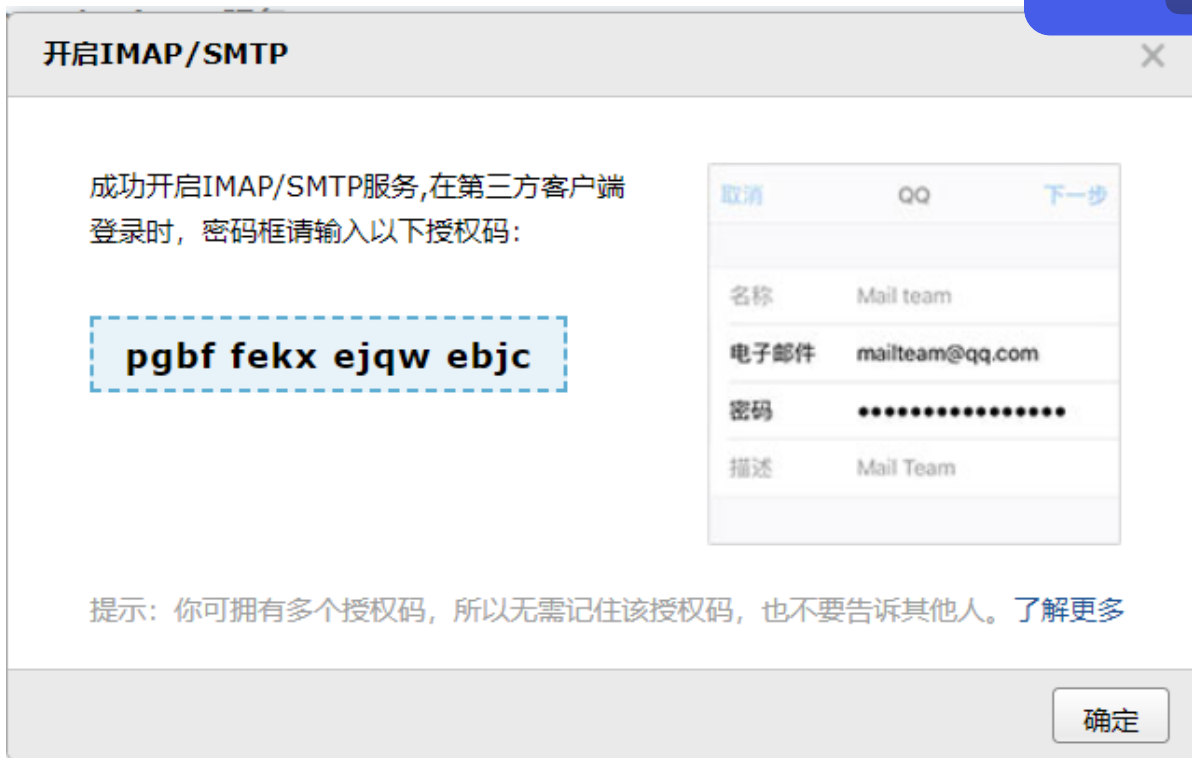 开启IMAP/SMTP
成功开启IMAP/SMTP服务,在第三方客户端
登录时，密码框请输入以下授权码：
pgbf fekx ejqw ebjc
取消 QQ 下一步
名称 Mail team
电子邮件 mailteam@qq.com
密码 ••••••••••••••••
描述 Mail Team
提示：你可拥有多个授权码，所以无需记住该授权码，也不要告诉其他人。了解更多
确定